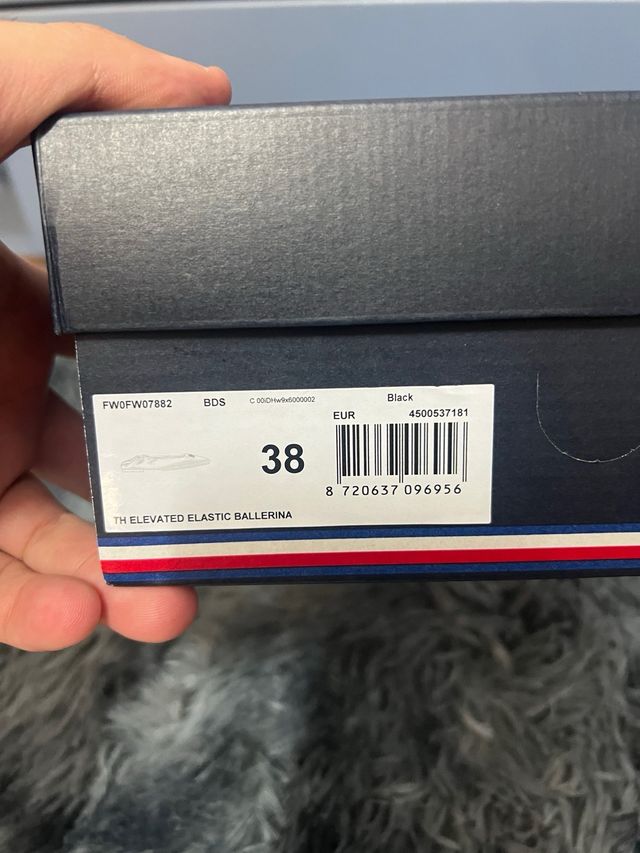 FW0FW07882 BDS C 00iDHw9x6000002 Black
EUR 4500537181
38
8 720637 096956
TH ELEVATED ELASTIC BALLERINA